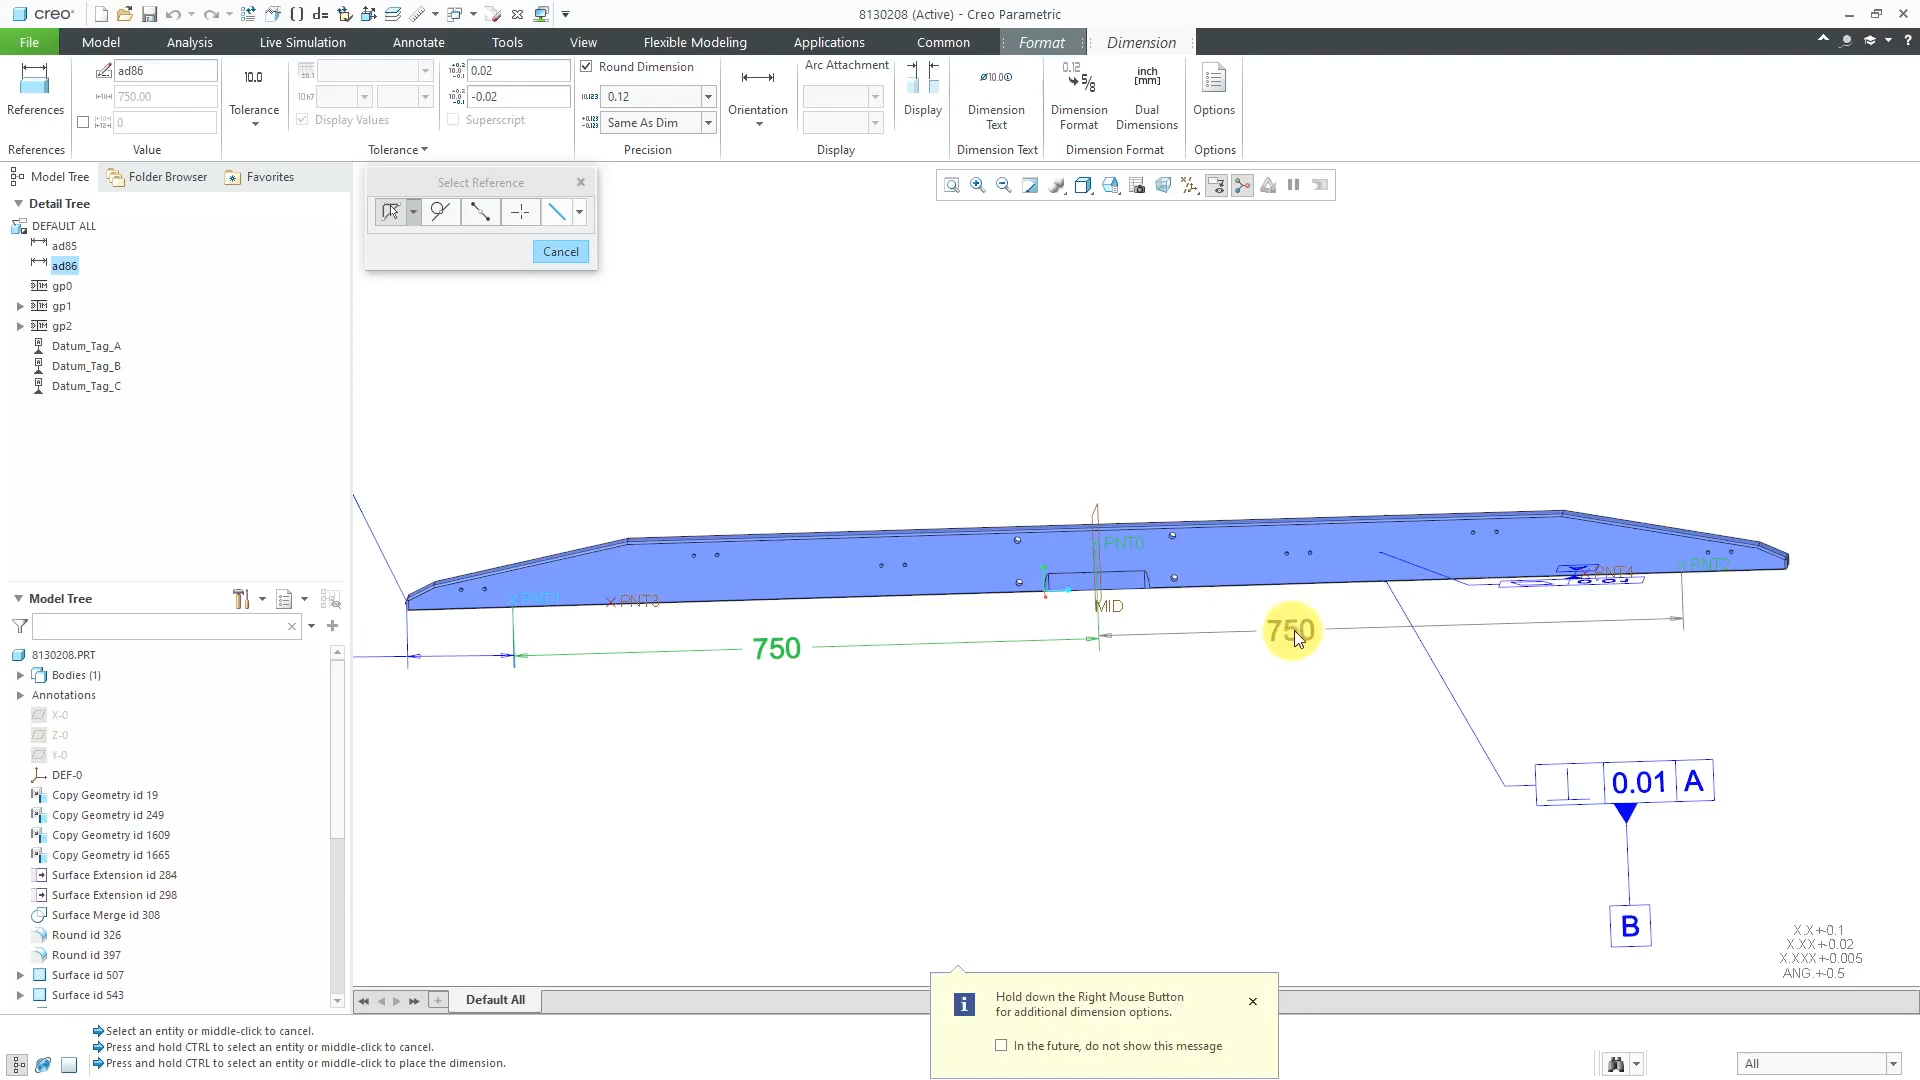 creo
8130208 (Active) - Creo Parametric
File Model Analysis Live Simulation Annotate Tools View Flexible Modeling Applications Common Format Dimension
ad86
750.00
0
References
References
Value
10.0
Tolerance
Display Values
0.02
-0.02
Superscript
Tolerance
Round Dimension
0.12
Same As Dim
Precision
Orientation
Arc Attachment
Display
Display
Dimension Text
Dimension Text
Dimension Format
inch [mm]
Dual Dimensions
Dimension Format
Options
Options
Model Tree Folder Browser Favorites
Detail Tree
DEFAULT ALL
ad85
ad86
gp0
gp1
gp2
Datum_Tag_A
Datum_Tag_B
Datum_Tag_C
Select Reference
Cancel
Model Tree
8130208.PRT
Bodies (1)
Annotations
X-0
Z-0
Y-0
DEF-0
Copy Geometry id 19
Copy Geometry id 249
Copy Geometry id 1609
Copy Geometry id 1665
Surface Extension id 284
Surface Extension id 298
Surface Merge id 308
Round id 326
Round id 397
Surface id 507
Surface id 543
PNT0
PNT1
PNT3
MID
PNT4
PNT2
750
750
0.01 A
B
X.X+-0.1
X.XX+-0.02
X.XXX+-0.005
ANG.+-0.5
Default All
Hold down the Right Mouse Button
for additional dimension options.
In the future, do not show this message
Select an entity or middle-click to cancel.
Press and hold CTRL to select an entity or middle-click to cancel.
Press and hold CTRL to select an entity or middle-click to place the dimension.
All